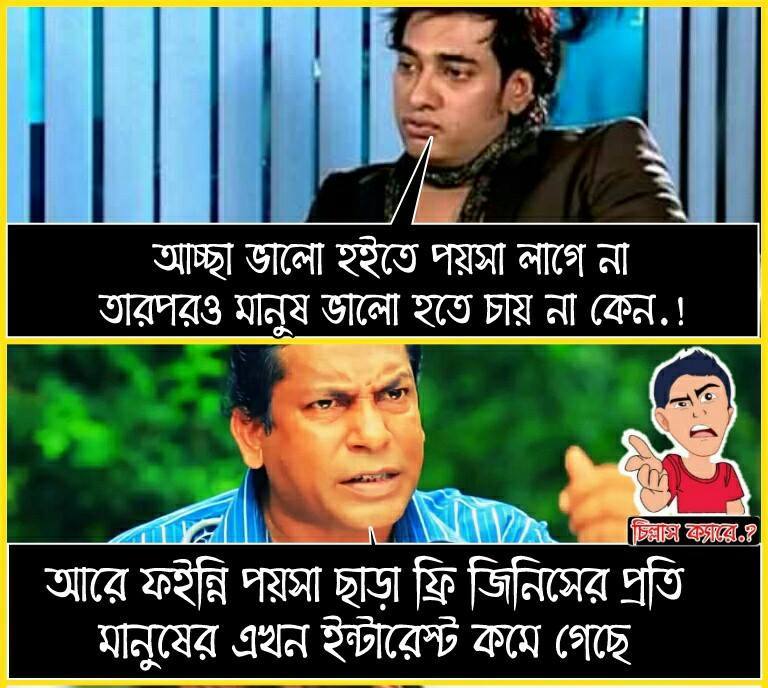 আচ্ছা ভালো হইতে পয়সা লাগে না
তারপরও মানুষ ভালো হতে চায় না কেন.!
চিল্লাস ক্যারে.?
আরে ফইন্নি পয়সা ছাড়া ফ্রি জিনিসের প্রতি
মানুষের এখন ইন্টারেস্ট কমে গেছে